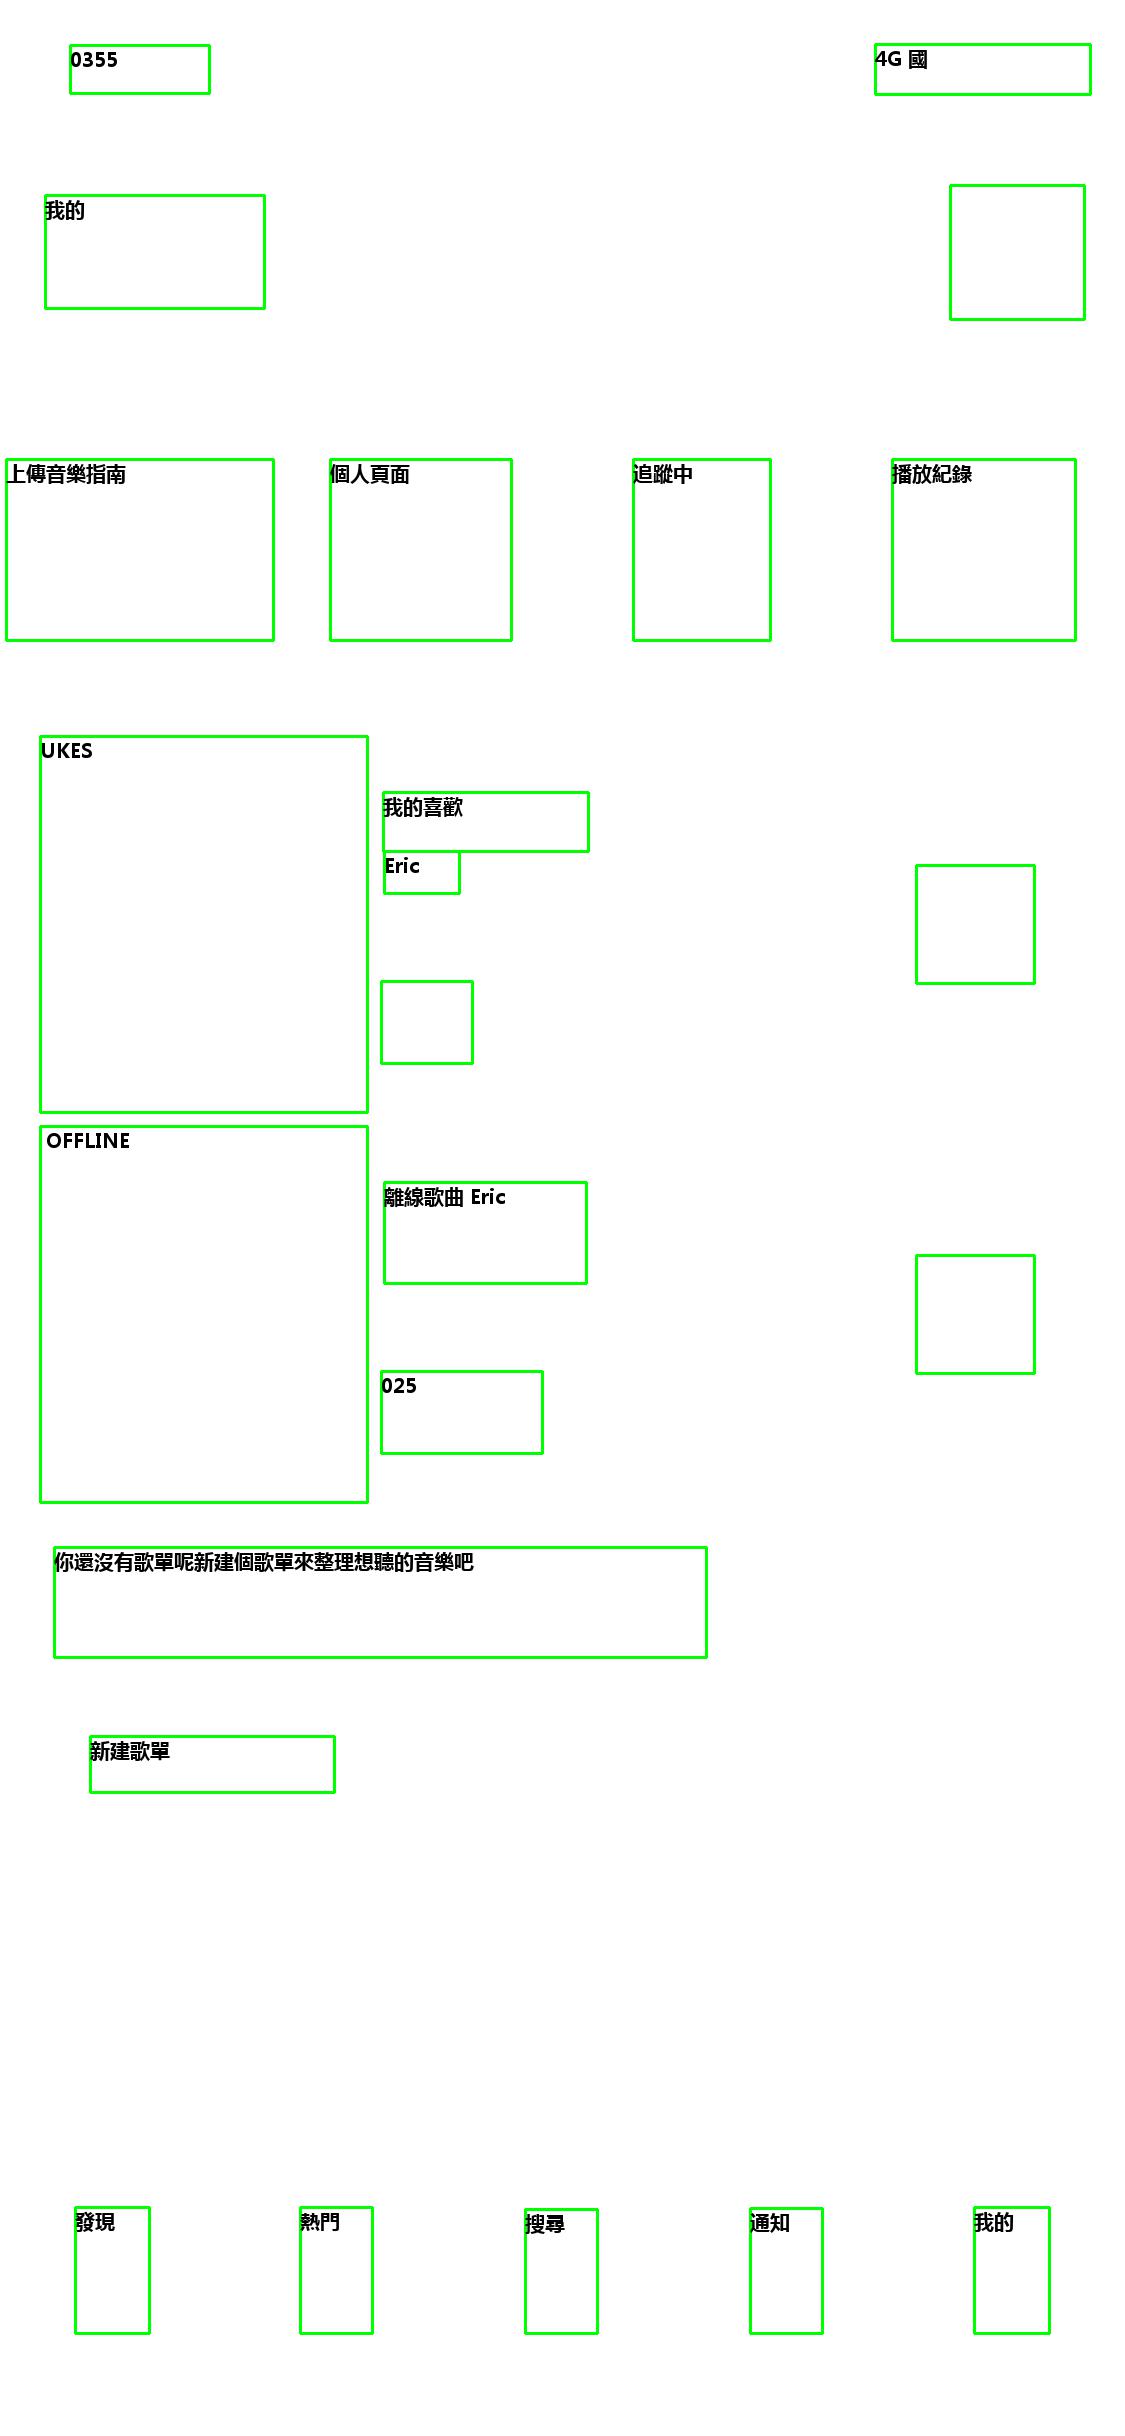 0355
4G 國
我的
上傳音樂指南
個人頁面
追蹤中
播放紀錄
UKES
我的喜歡
Eric
OFFLINE
離線歌曲 Eric
025
你還沒有歌單呢新建個歌單來整理想聽的音樂吧
新建歌單
發現
熱門
搜尋
通知
我的